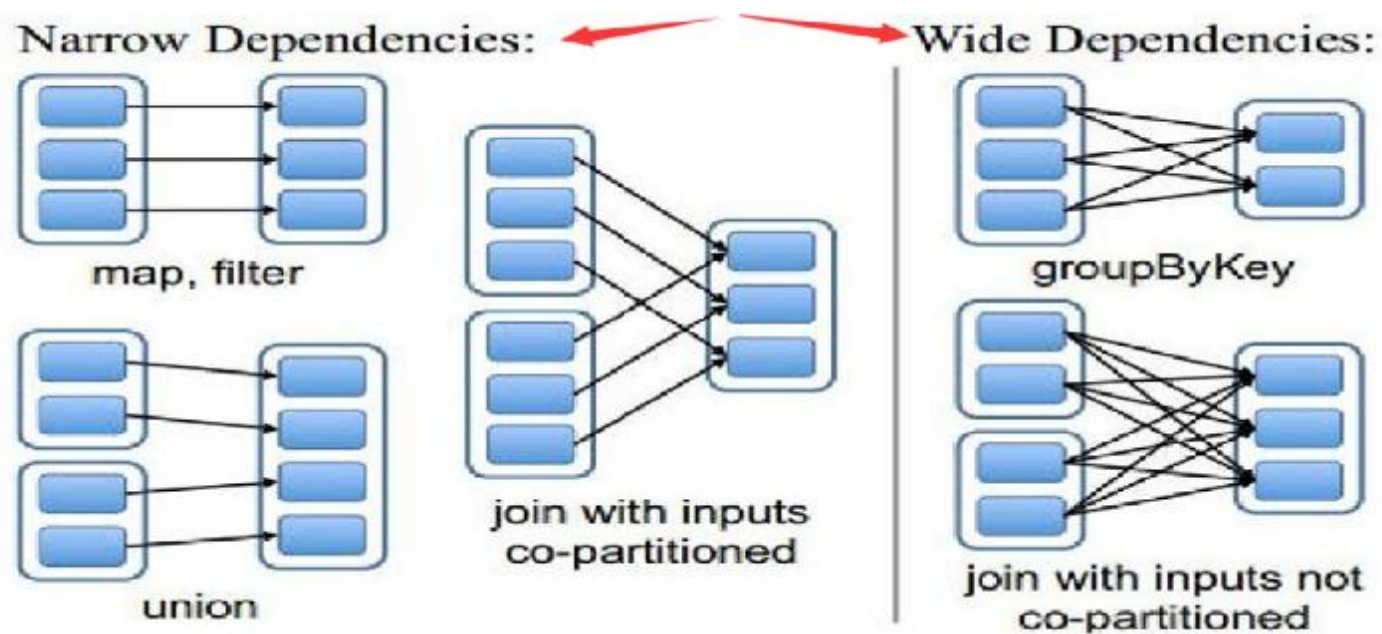 Narrow Dependencies:
Wide Dependencies:
map, filter
union
join with inputs
co-partitioned
groupByKey
join with inputs not
co-partitioned